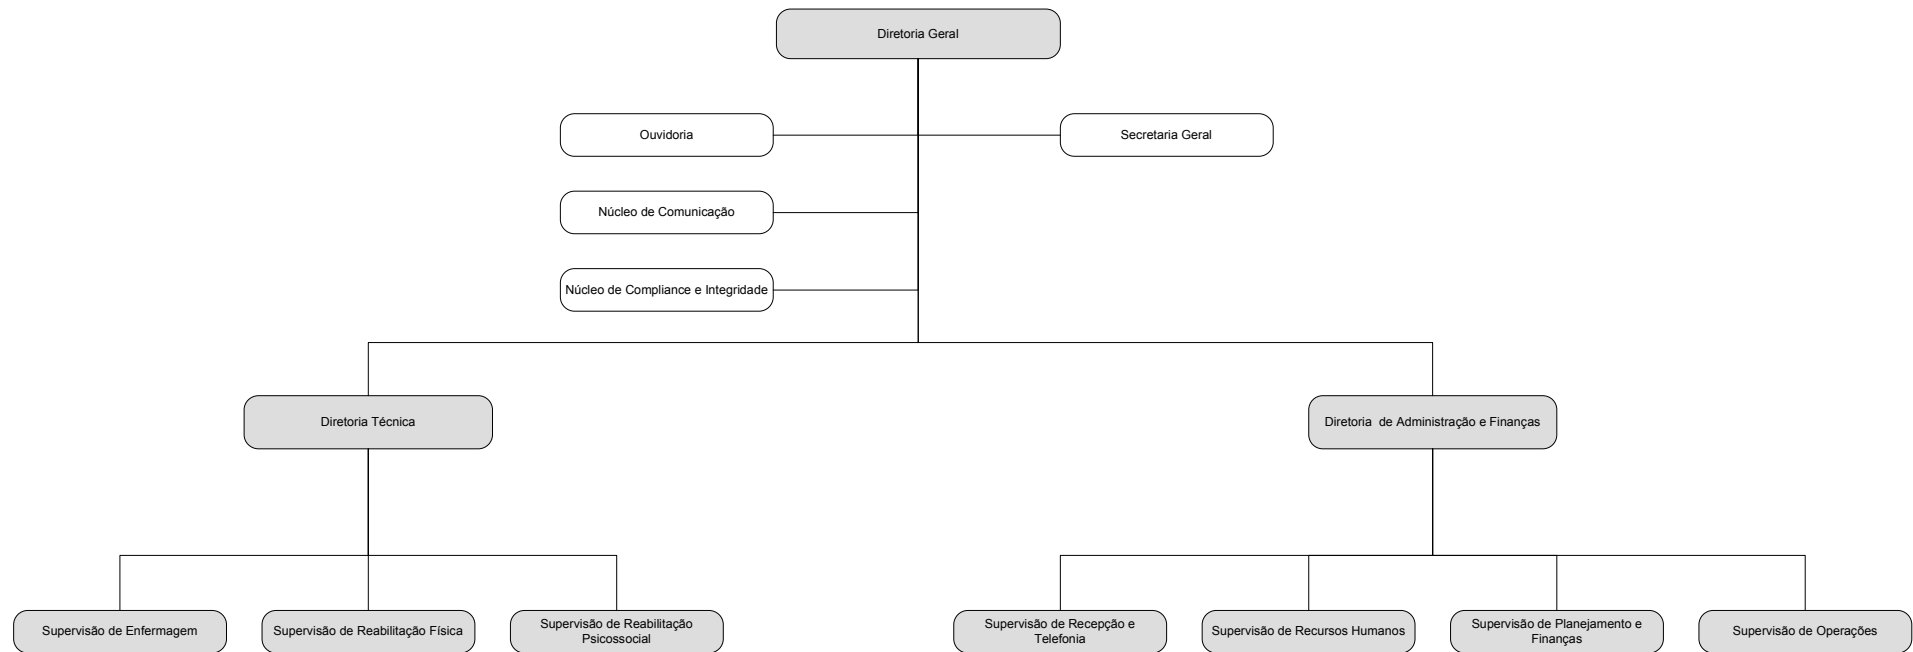 Diretoria Geral
Ouvidoria
Secretaria Geral
Núcleo de Comunicação
Núcleo de Compliance e Integridade
Diretoria Técnica
Diretoria  de Administração e Finanças
Supervisão de Enfermagem
Supervisão de Reabilitação Física
Supervisão de Reabilitação
Psicossocial
Supervisão de Recepção e
Telefonia
Supervisão de Recursos Humanos
Supervisão de Planejamento e
Finanças
Supervisão de Operações